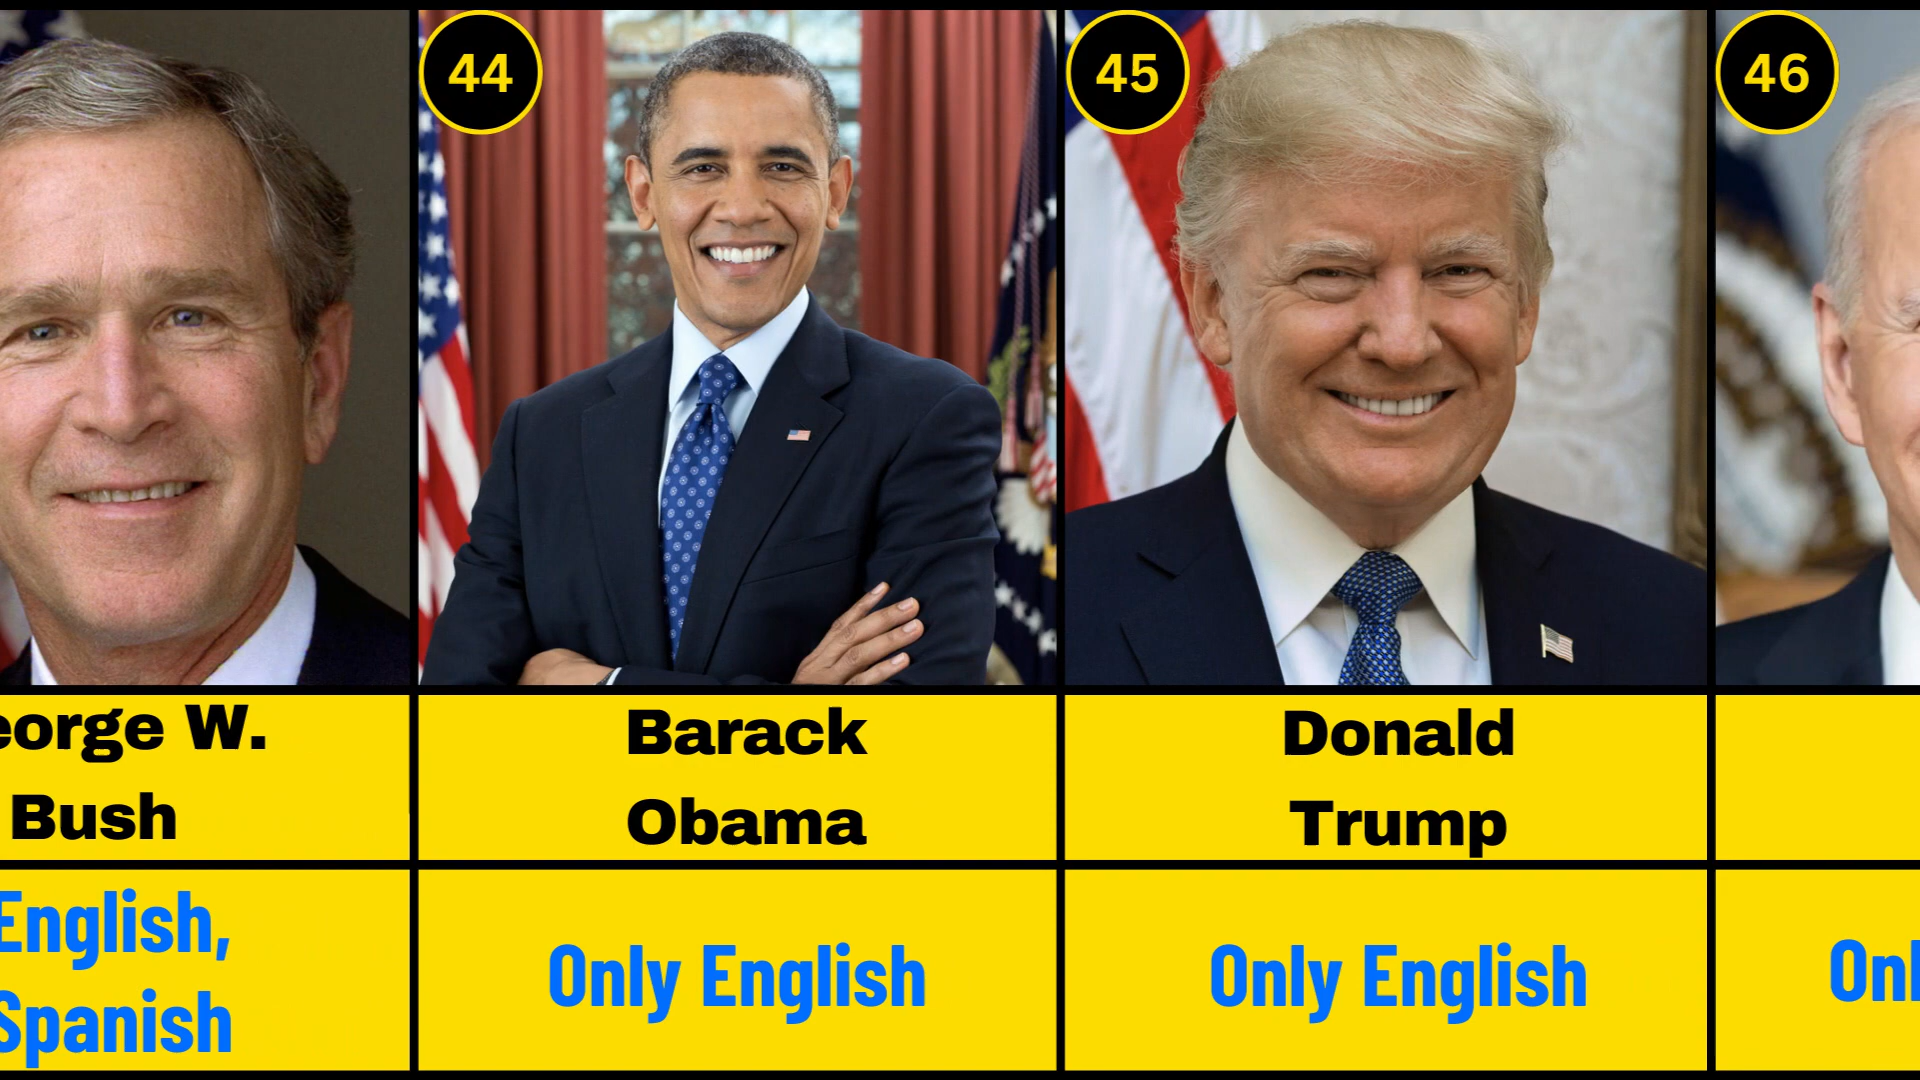 44
45
46
eorge W.
Bush
Barack
Obama
Donald
Trump
English,
Spanish
Only English
Only English
Onl